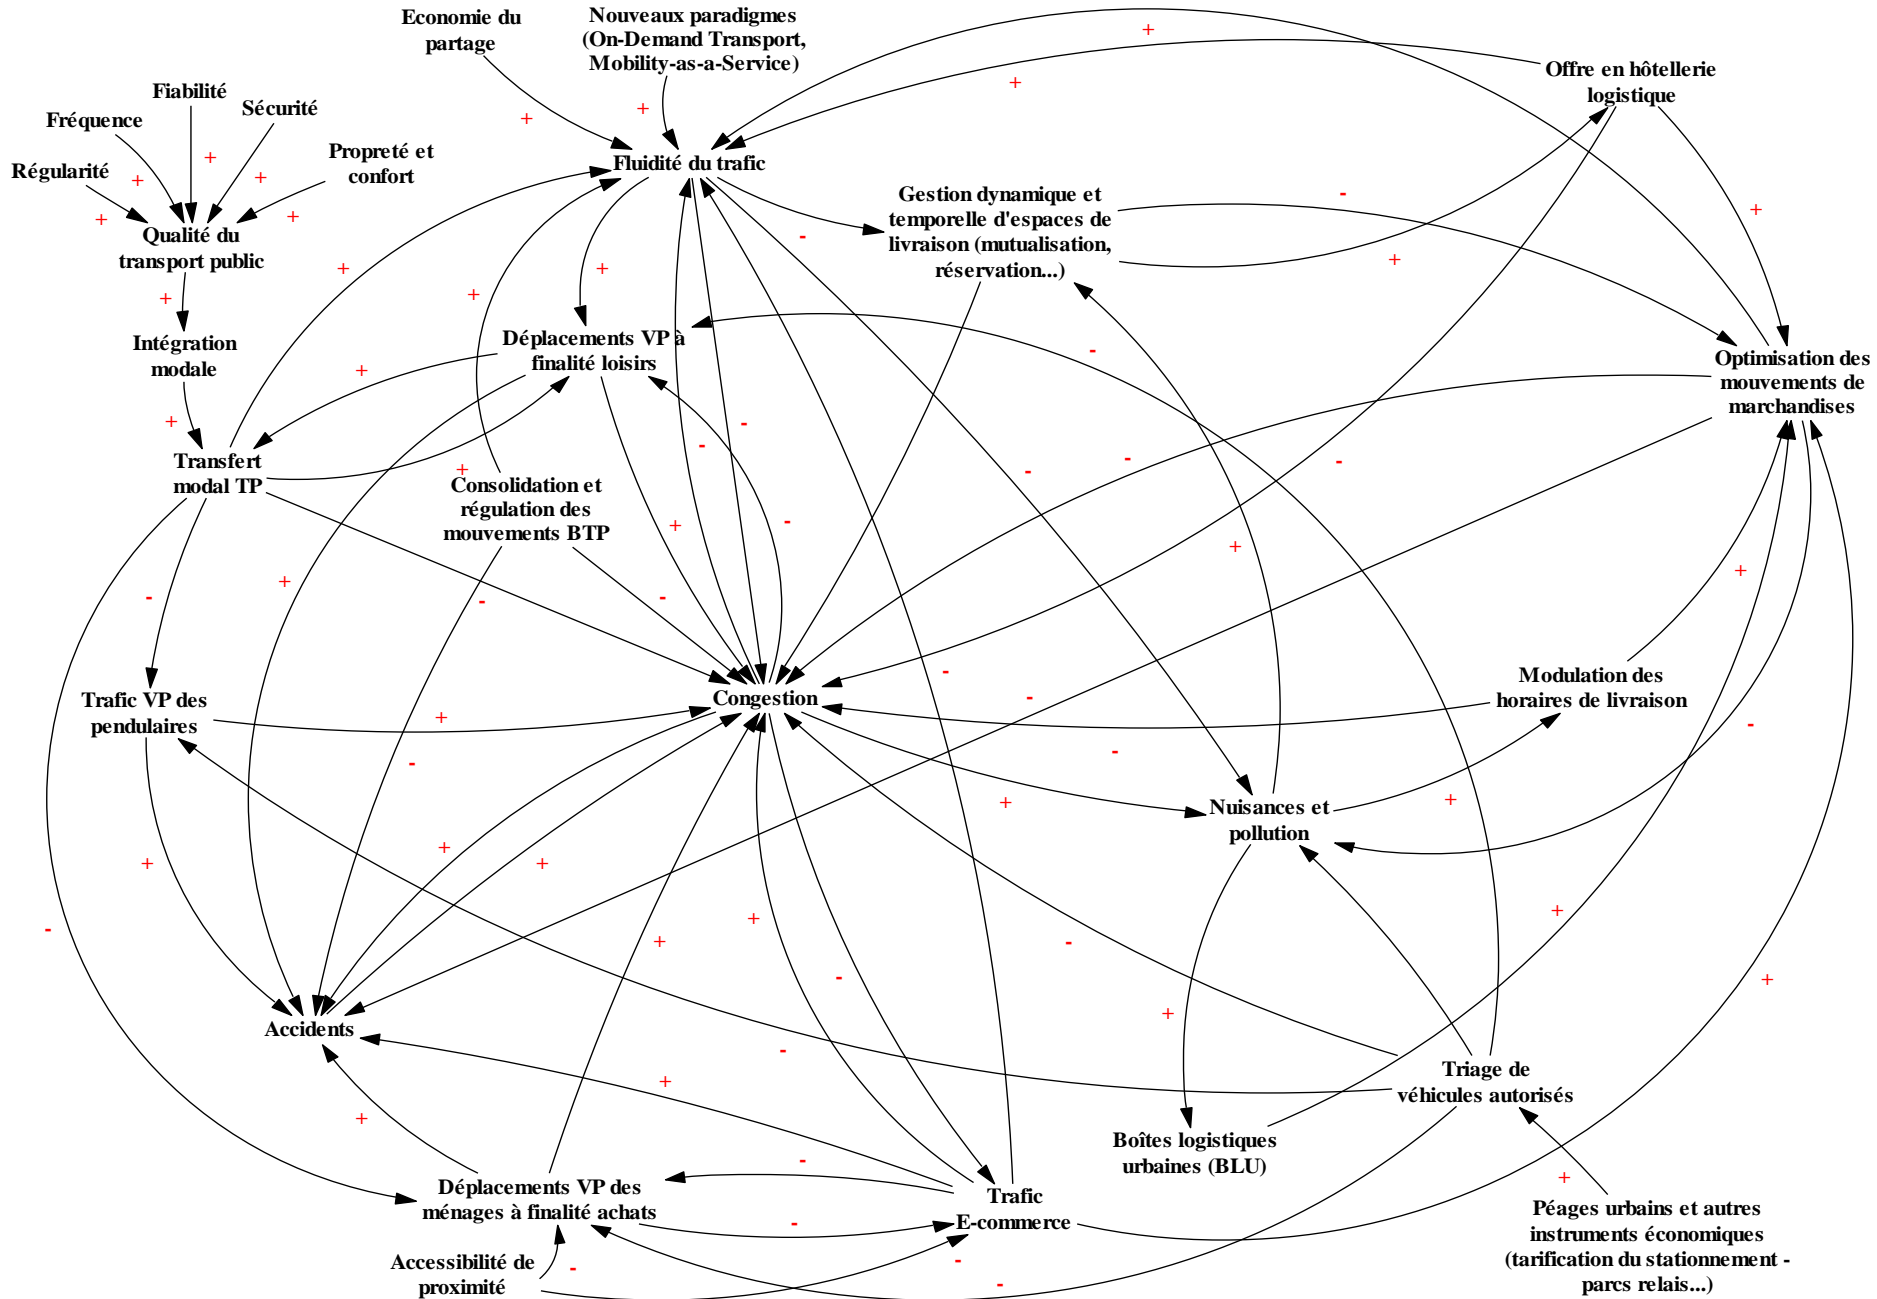 Economie du
partage
Nouveaux paradigmes
(On-Demand Transport,
Mobility-as-a-Service)
Offre en hôtellerie
logistique
Fiabilité
Sécurité
Fréquence
Régularité
Propreté et
confort
Fluidité du trafic
Qualité du
transport public
Gestion dynamique et
temporelle d'espaces de
livraison (mutualisation,
réservation...)
Intégration
modale
Déplacements VP à
finalité loisirs
Optimisation des
mouvements de
marchandises
Transfert
modal TP
Consolidation et
régulation des
mouvements BTP
Trafic VP des
pendulaires
Congestion
Modulation des
horaires de livraison
Nuisances et
pollution
Accidents
Triage de
véhicules autorisés
Boîtes logistiques
urbaines (BLU)
Déplacements VP des
ménages à finalité achats
Trafic
E-commerce
Péages urbains et autres
instruments économiques
(tarification du stationnement -
parcs relais...)
Accessibilité de
proximité